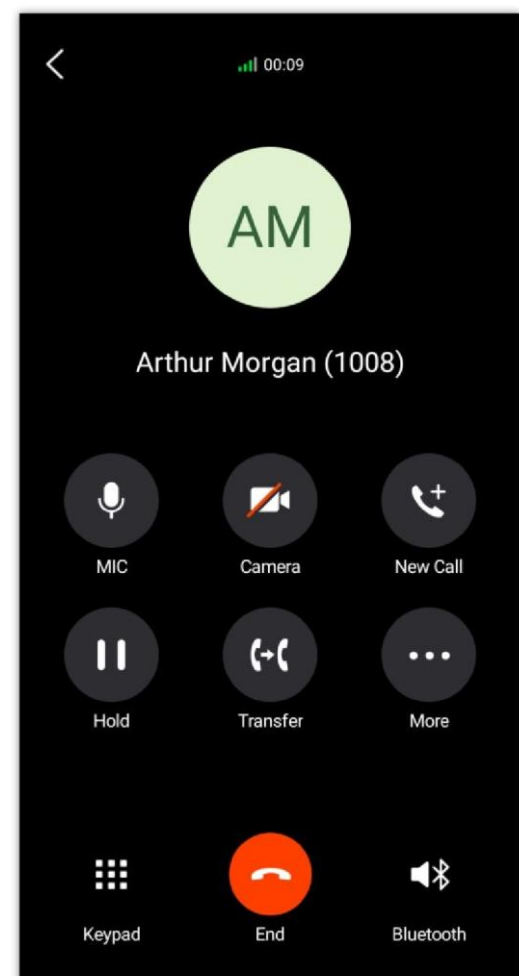 00:09
AM
Arthur Morgan (1008)
MIC
Camera
New Call
Hold
Transfer
More
Keypad
End
Bluetooth